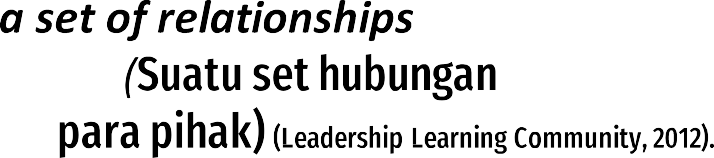 a set of relationships
(Suatu set hubungan
para pihak) (Leadership Learning Community, 2012).